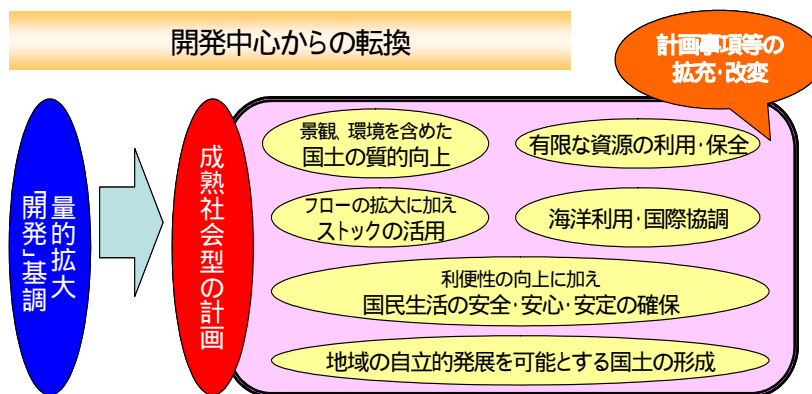 開発中心からの転換
計画事項等の
拡充・改変
量的拡大
「開発」基調
成熟社会型の計画
景観、環境を含めた
国土の質的向上
有限な資源の利用・保全
フローの拡大に加え
ストックの活用
海洋利用・国際協調
利便性の向上に加え
国民生活の安全・安心・安定の確保
地域の自立的発展を可能とする国土の形成